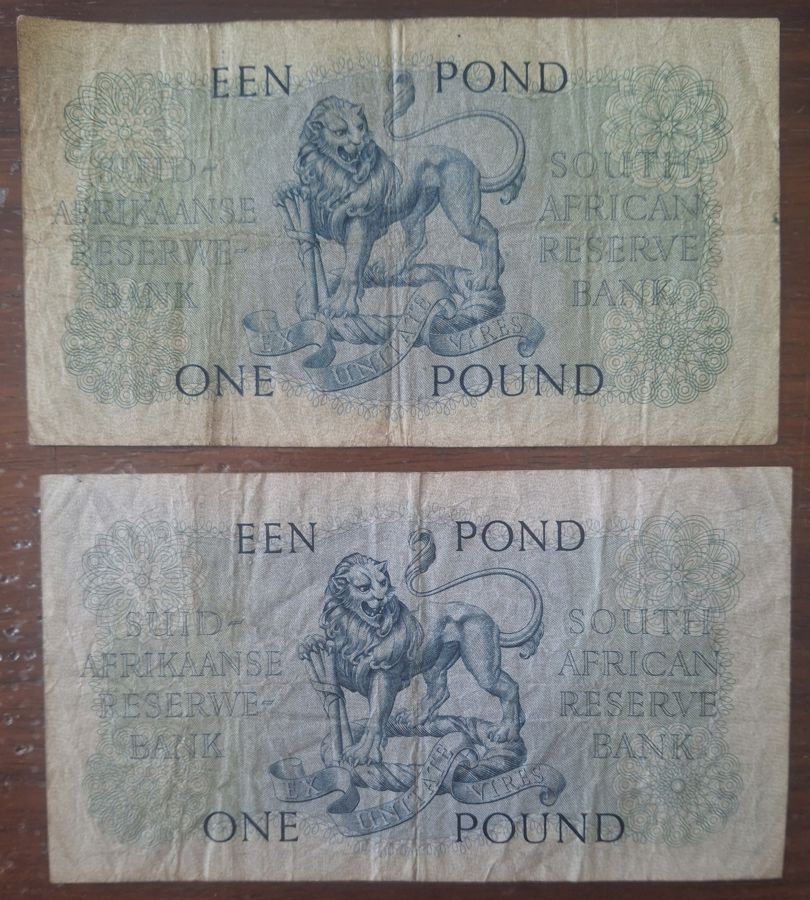 EEN POND
SUID-
AFRIKAANSE
RESERWE-
BANK
SOUTH
AFRICAN
RESERVE
BANK
EX UNITATE VIRES
ONE POUND
EEN POND
SUID-
AFRIKAANSE
RESERWE-
BANK
SOUTH
AFRICAN
RESERVE
BANK
EX UNITATE VIRES
ONE POUND